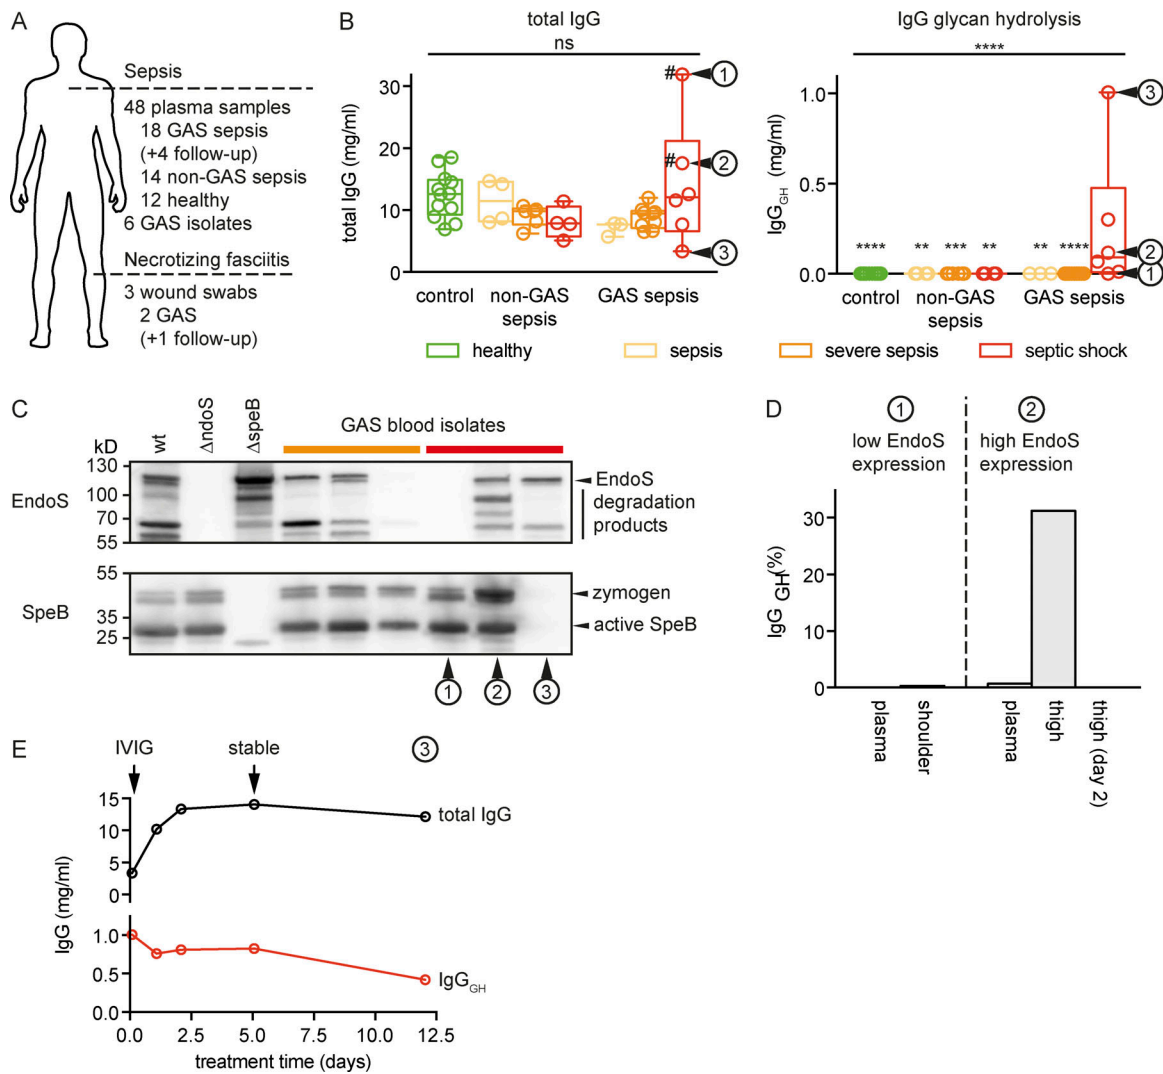 A
Sepsis
48 plasma samples
18 GAS sepsis
(+4 follow-up)
14 non-GAS sepsis
12 healthy
6 GAS isolates
Necrotizing fasciitis
3 wound swabs
2 GAS
(+1 follow-up)
B
total IgG
ns
total IgG (mg/ml)
30
20
10
0
#
1
#
2
3
control
non-GAS
sepsis
GAS sepsis
IgG glycan hydrolysis
****
IgG GH (mg/ml)
1.0
0.5
0.0
**** ** *** ** ** ****
3
2
1
control
non-GAS
sepsis
GAS sepsis
healthy
sepsis
severe sepsis
septic shock
C
kD
wt
ΔndoS
ΔspeB
GAS blood isolates
EndoS
130
100
70
55
EndoS
degradation
products
SpeB
55
35
25
zymogen
active SpeB
1 2 3
D
1
low EndoS
expression
2
high EndoS
expression
IgG GH (%)
30
20
10
0
plasma
shoulder
plasma
thigh
thigh (day 2)
E
IVIG
stable
3
IgG (mg/ml)
15
10
5
0
total IgG
1.0
0.5
0.0
IgG GH
0.0 2.5 5.0 7.5 10.0 12.5
treatment time (days)